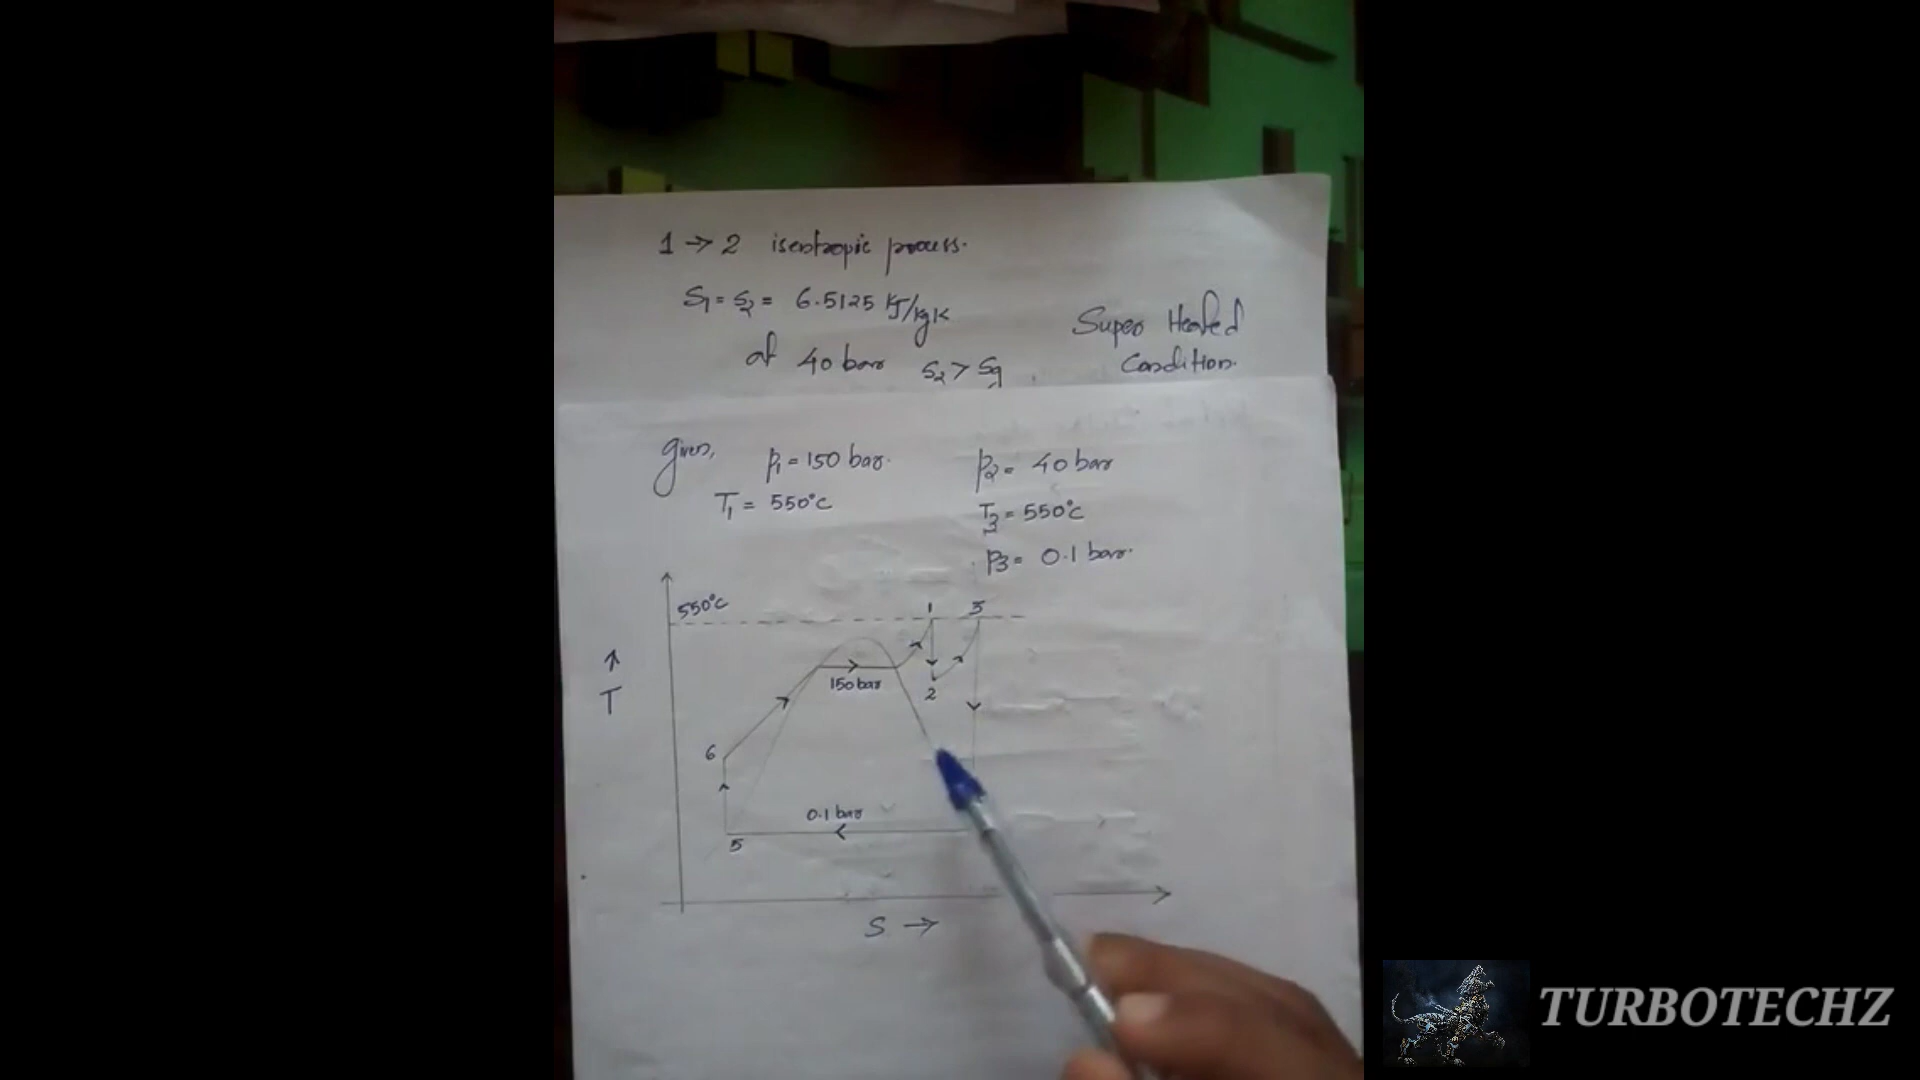 1 → 2 isentropic process.
S1 = S2 = 6.5125 KJ/kgK
at 40 bar S2 > Sg
Super Heated
Condition.
given,
p1 = 150 bar.
T1 = 550°C
p2 = 40 bar
T3 = 550°C
p3 = 0.1 bar.
550°C
1 3
↑
T
150 bar
2
6
0.1 bar
5
S →
TURBOTECHZ